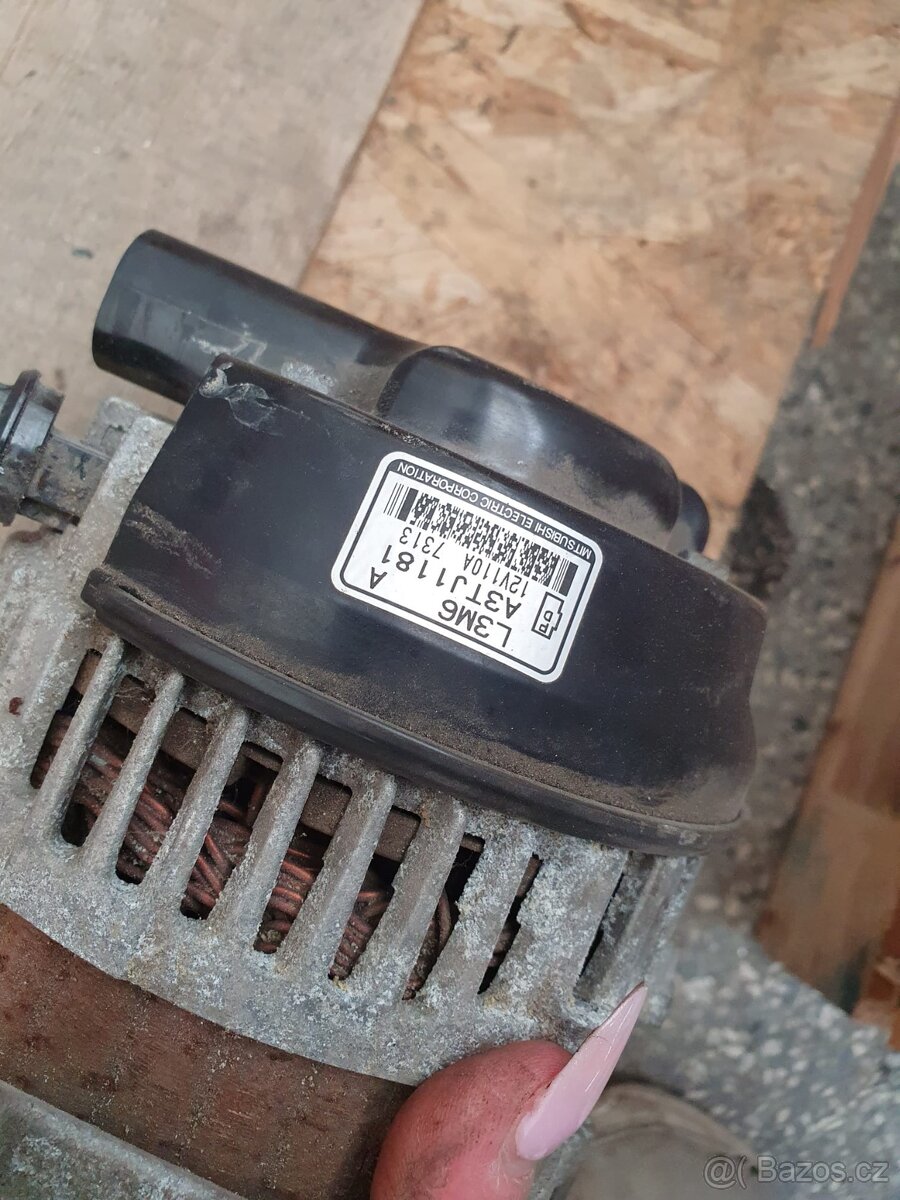 L3M6 A
A3TJ1181
12V110A 7313
MITSUBISHI ELECTRIC CORPORATION
@( Bazos.cz